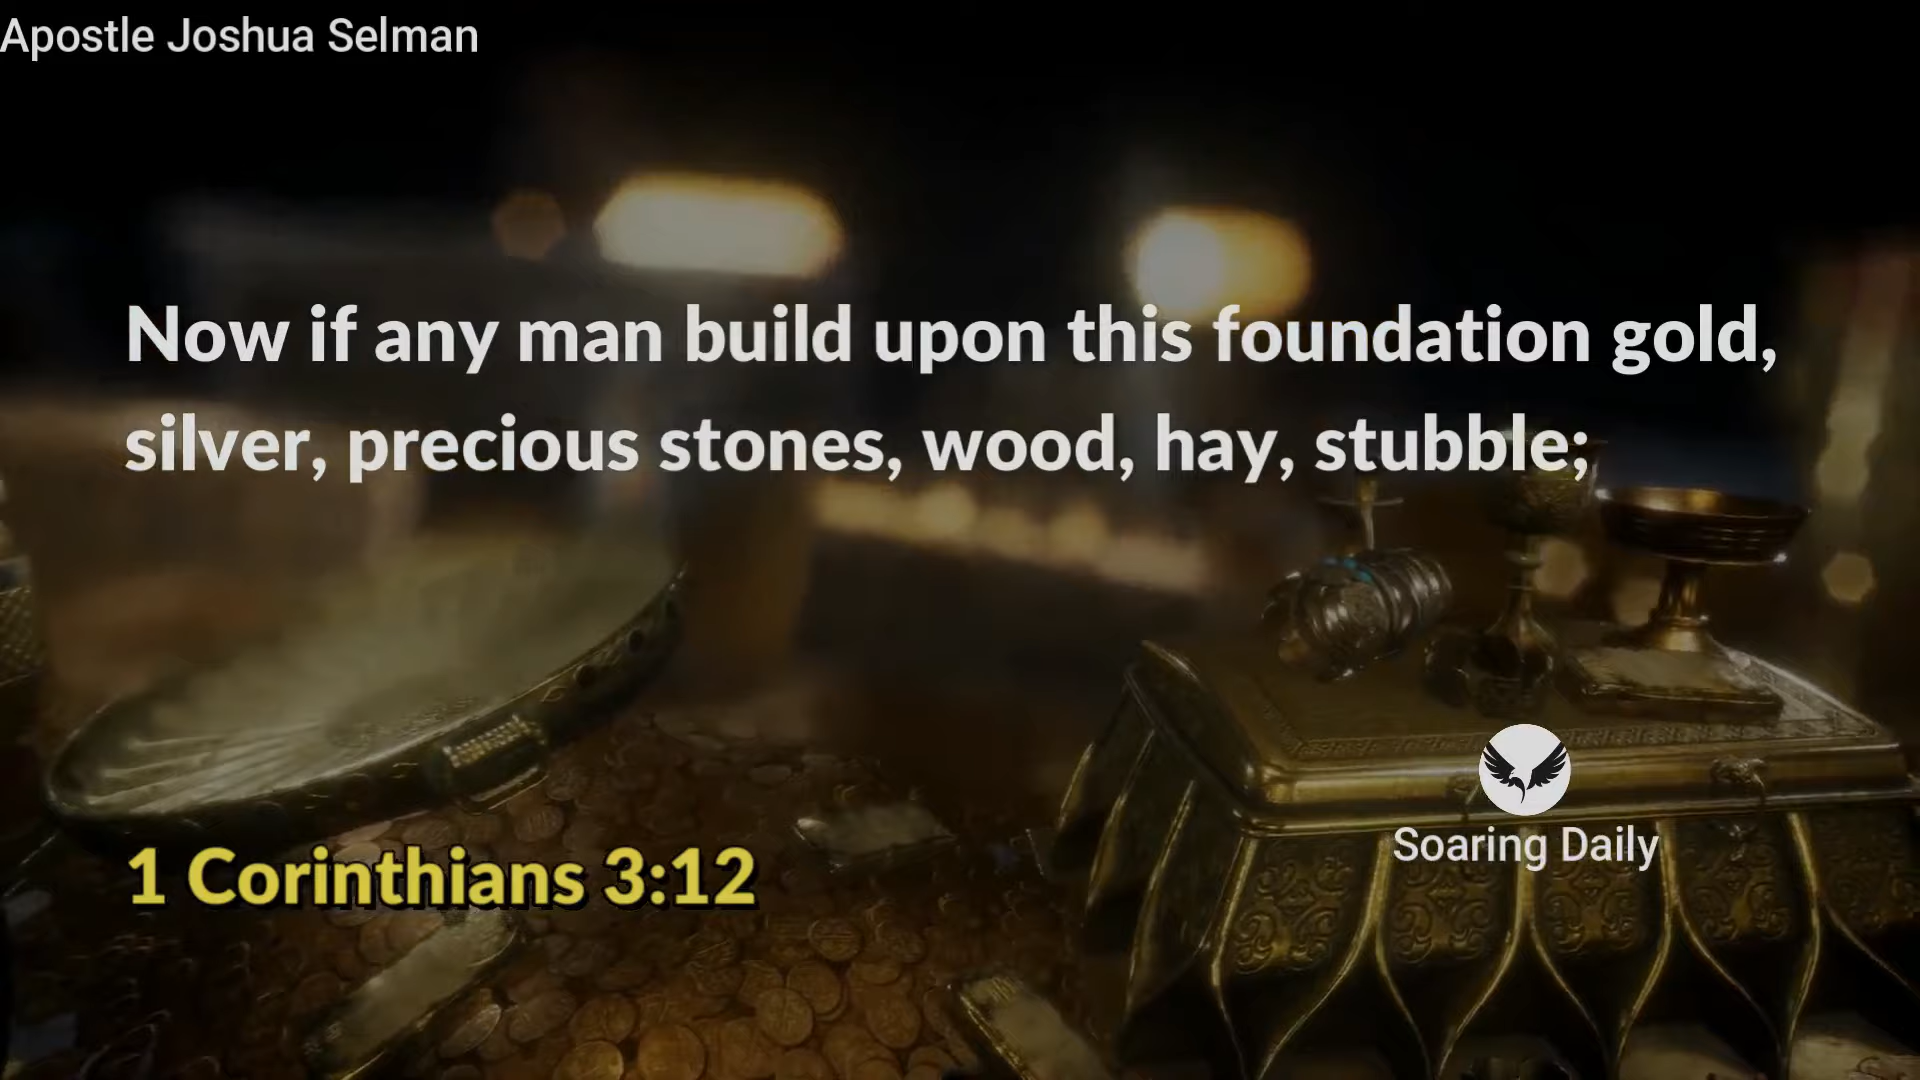 Apostle Joshua Selman
Now if any man build upon this foundation gold,
silver, precious stones, wood, hay, stubble;
Soaring Daily
1 Corinthians 3:12